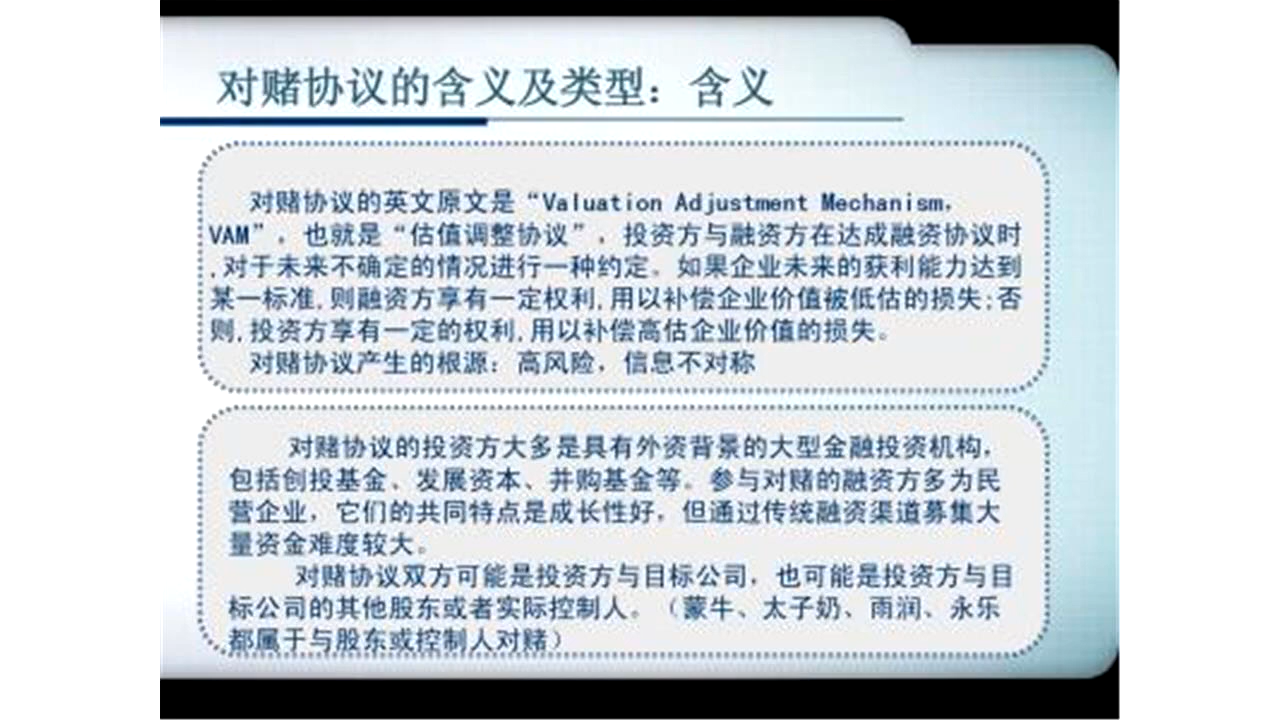 对赌协议的含义及类型：含义
对赌协议的英文原文是“Valuation Adjustment Mechanism，
VAM”，也就是“估值调整协议”，投资方与融资方在达成融资协议时
,对于未来不确定的情况进行一种约定。如果企业未来的获利能力达到
某一标准,则融资方享有一定权利,用以补偿企业价值被低估的损失;否
则,投资方享有一定的权利,用以补偿高估企业价值的损失。
对赌协议产生的根源：高风险，信息不对称
对赌协议的投资方大多是具有外资背景的大型金融投资机构，
包括创投基金、发展资本、并购基金等。参与对赌的融资方多为民
营企业，它们的共同特点是成长性好，但通过传统融资渠道募集大
量资金难度较大。
对赌协议双方可能是投资方与目标公司，也可能是投资方与目
标公司的其他股东或者实际控制人。（蒙牛、太子奶、雨润、永乐
都属于与股东或控制人对赌）